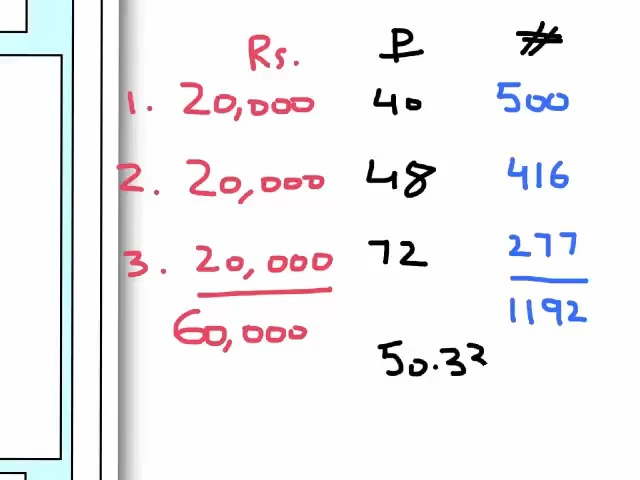 Rs. P #
1. 20,000 40 500
2. 20,000 48 416
3. 20,000 72 277
60,000 1192
50.33